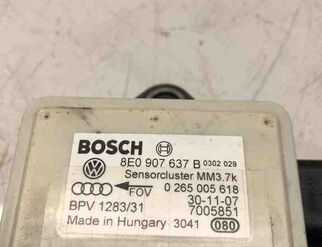 BOSCH
8E0 907 637 B 0302 029
Sensorcluster MM3.7k
FOV 0 265 005 618
BPV 1283/31 30-11-07
7005851
Made in Hungary 3041 080